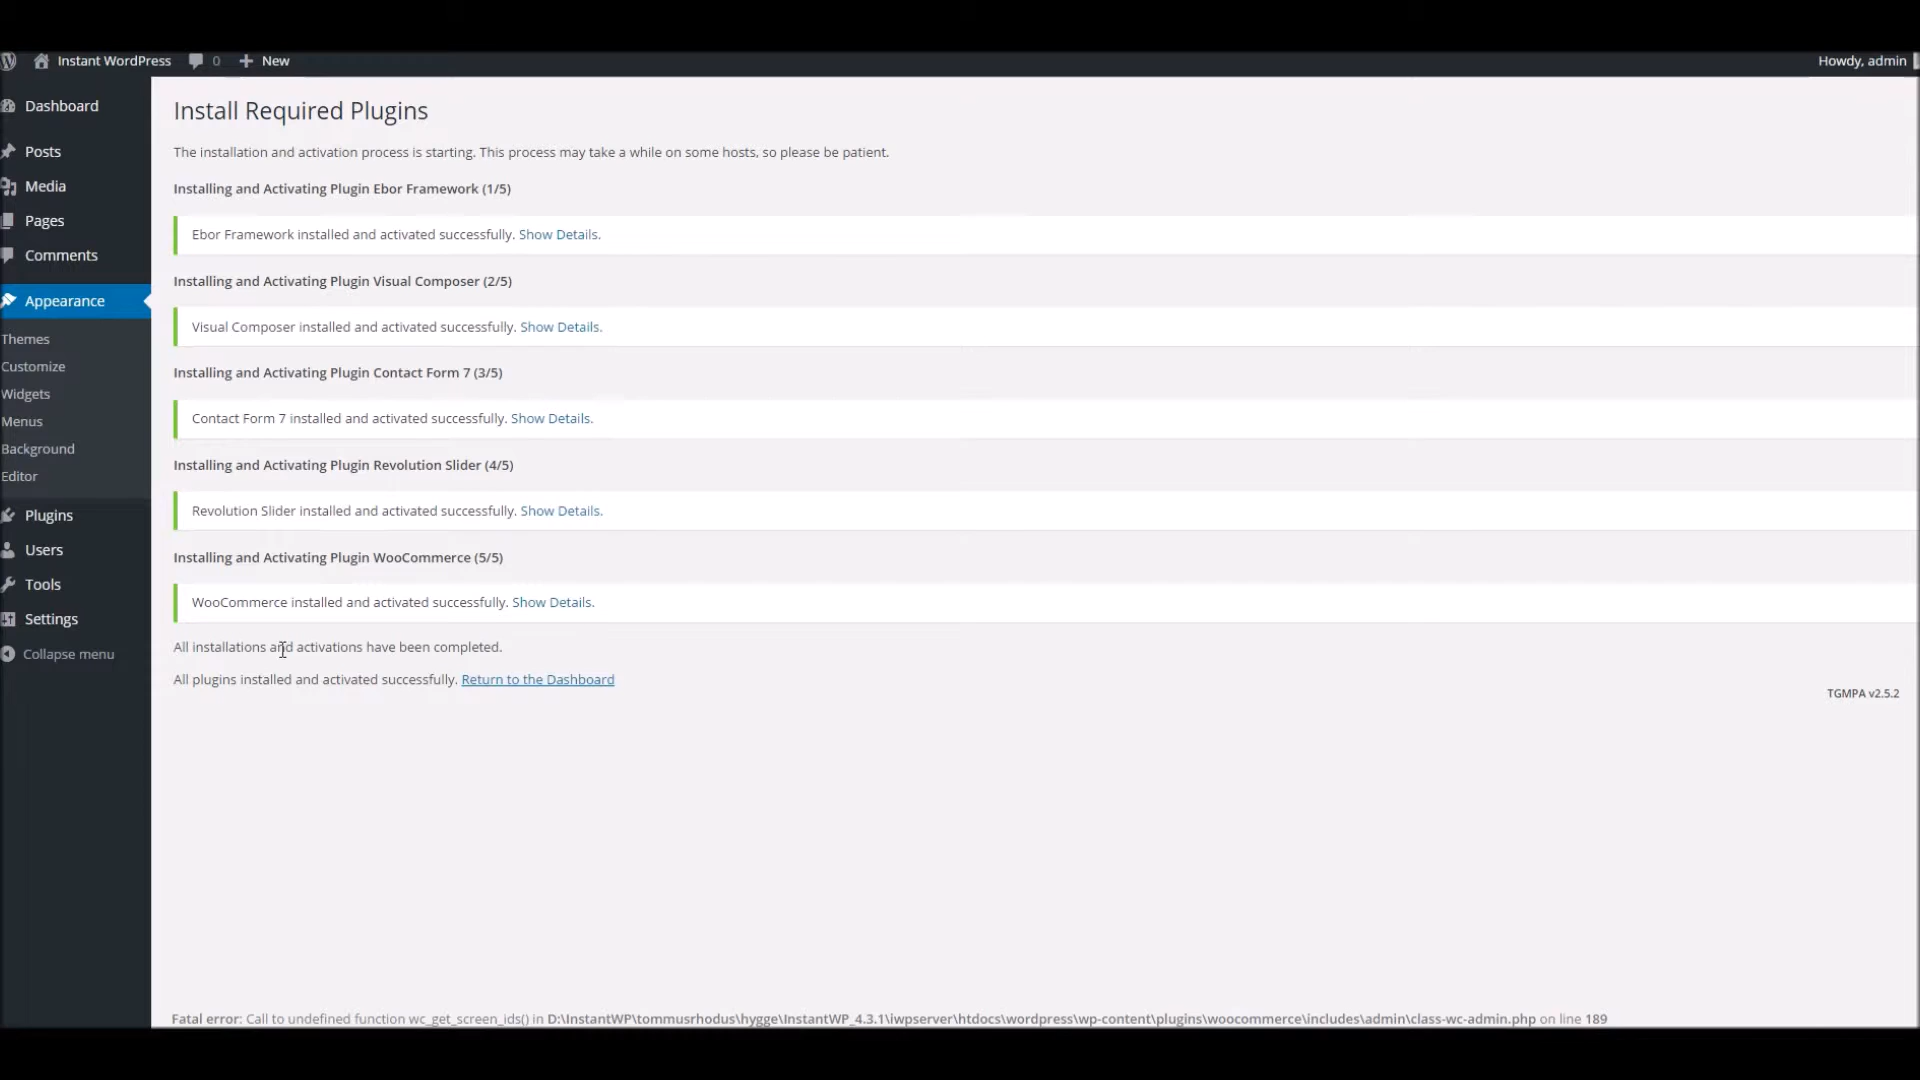 Instant WordPress 0 New Howdy, admin
Dashboard
Posts
Media
Pages
Comments
Appearance
Themes
Customize
Widgets
Menus
Background
Editor
Plugins
Users
Tools
Settings
Collapse menu
Install Required Plugins
The installation and activation process is starting. This process may take a while on some hosts, so please be patient.
Installing and Activating Plugin Ebor Framework (1/5)
Ebor Framework installed and activated successfully. Show Details.
Installing and Activating Plugin Visual Composer (2/5)
Visual Composer installed and activated successfully. Show Details.
Installing and Activating Plugin Contact Form 7 (3/5)
Contact Form 7 installed and activated successfully. Show Details.
Installing and Activating Plugin Revolution Slider (4/5)
Revolution Slider installed and activated successfully. Show Details.
Installing and Activating Plugin WooCommerce (5/5)
WooCommerce installed and activated successfully. Show Details.
All installations and activations have been completed.
All plugins installed and activated successfully. Return to the Dashboard
TGMPA v2.5.2
Fatal error: Call to undefined function wc_get_screen_ids() in D:\InstantWP\tommusrhodus\hygge\InstantWP_4.3.1\iwpserver\htdocs\wordpress\wp-content\plugins\woocommerce\includes\admin\class-wc-admin.php on line 189